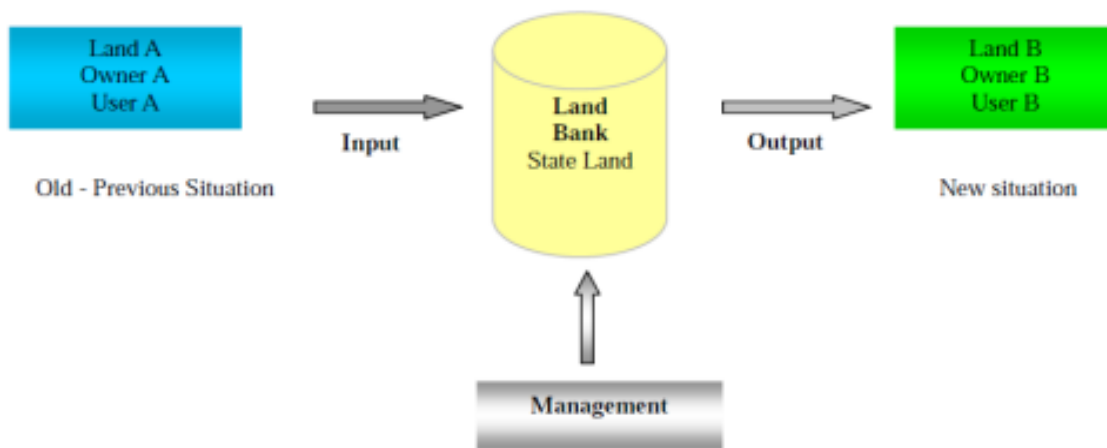 Land A
Owner A
User A
Old - Previous Situation
Input
Land
Bank
State Land
Output
Land B
Owner B
User B
New situation
Management